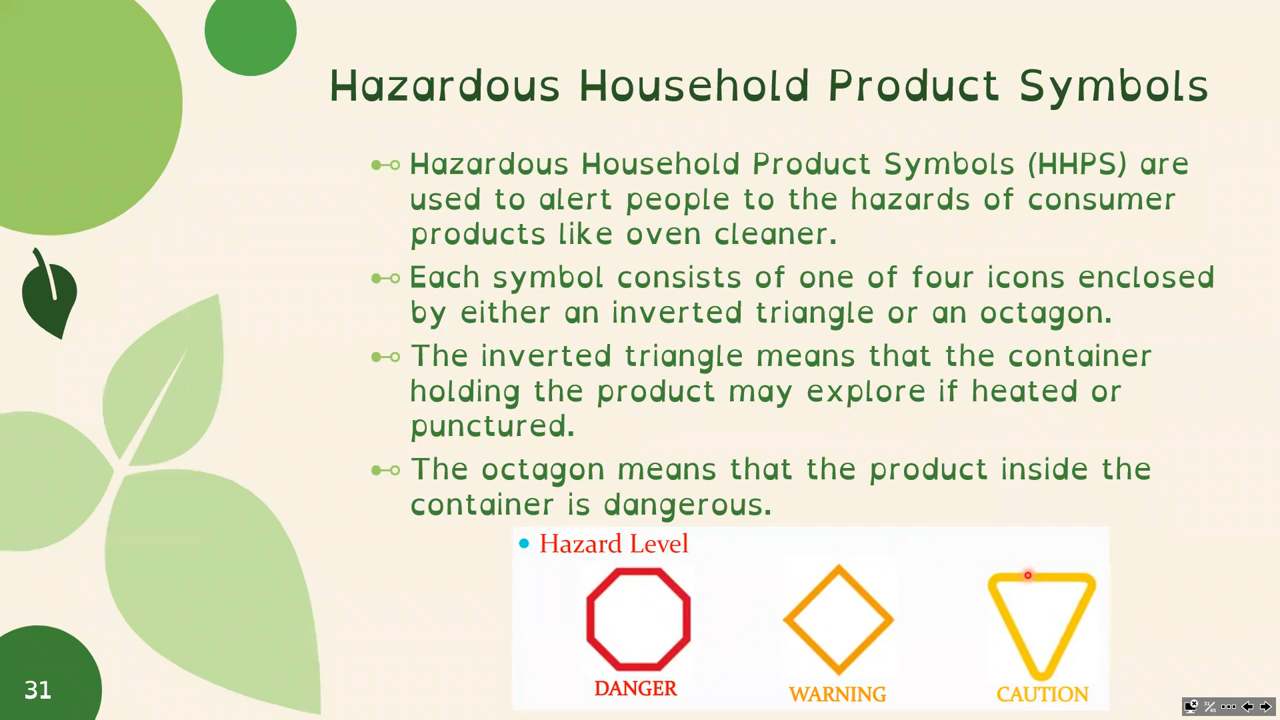 Hazardous Household Product Symbols
Hazardous Household Product Symbols (HHPS) are
used to alert people to the hazards of consumer
products like oven cleaner.
Each symbol consists of one of four icons enclosed
by either an inverted triangle or an octagon.
The inverted triangle means that the container
holding the product may explore if heated or
punctured.
The octagon means that the product inside the
container is dangerous.
Hazard Level
DANGER
WARNING
CAUTION
31